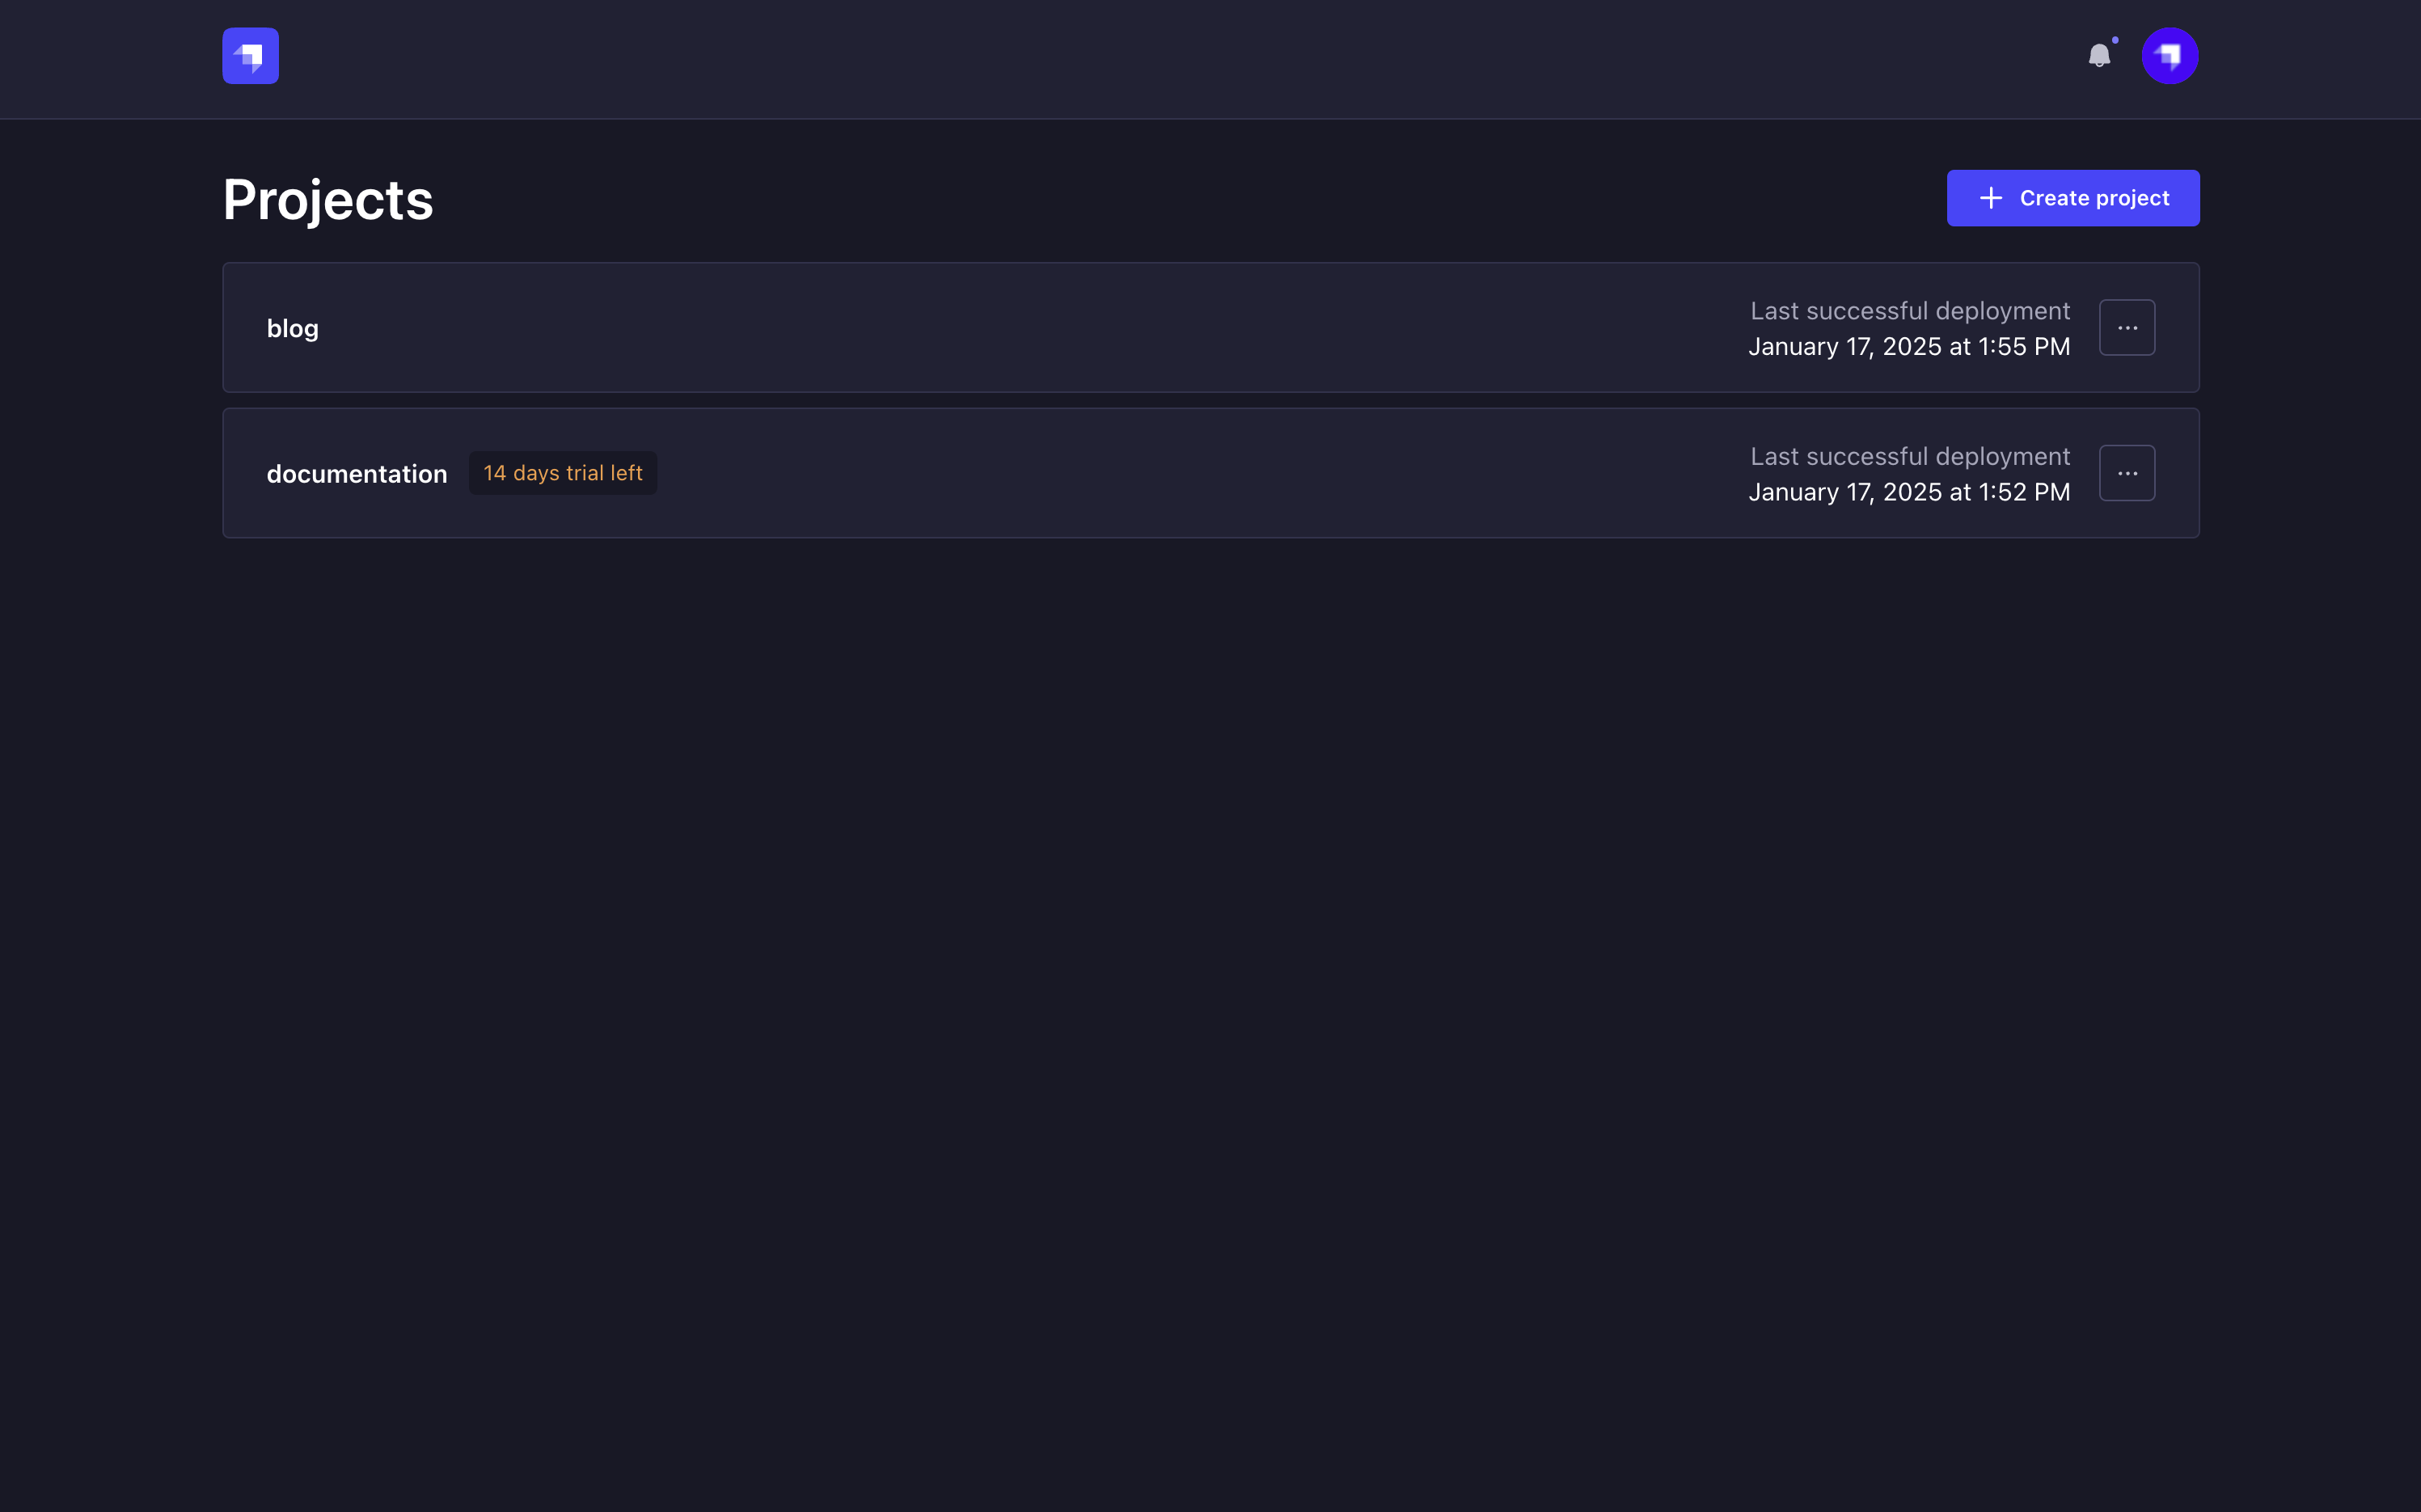 Projects
Create project
blog
Last successful deployment
January 17, 2025 at 1:55 PM
documentation
14 days trial left
Last successful deployment
January 17, 2025 at 1:52 PM